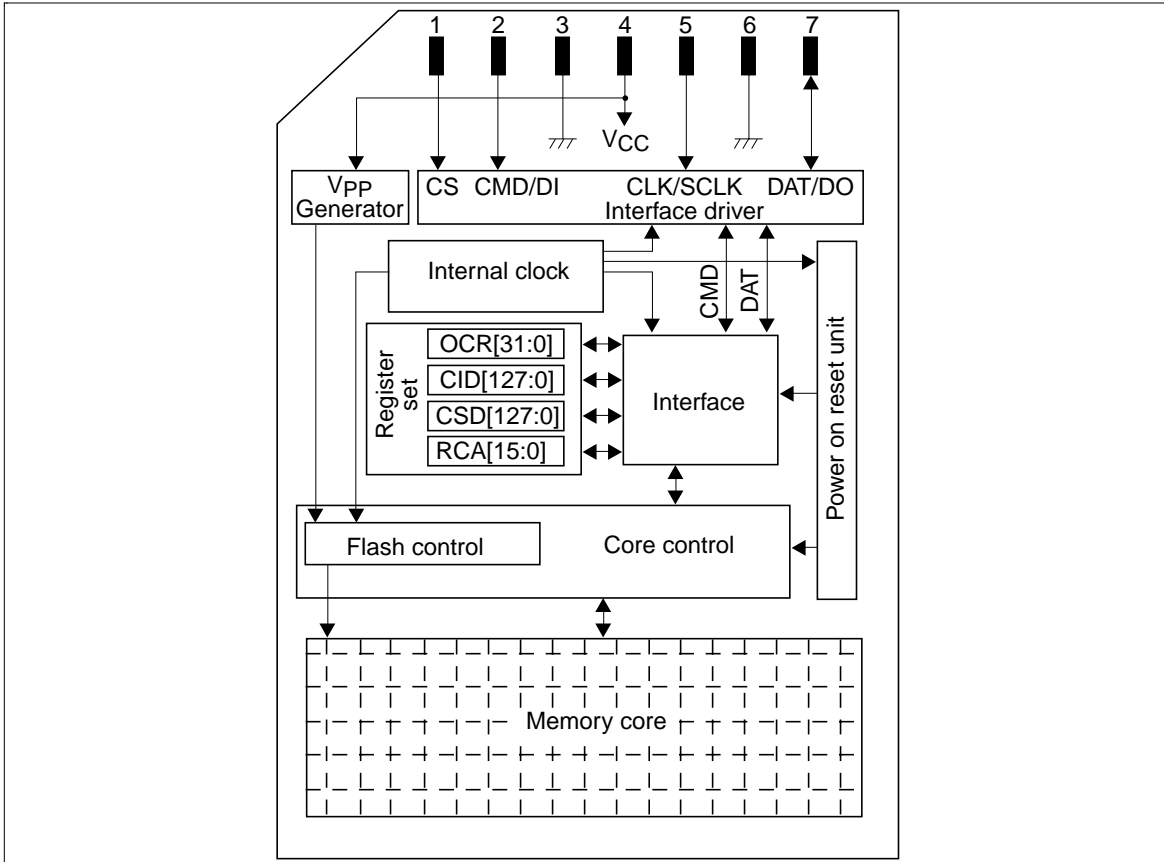 1 2 3 4 5 6 7
VCC
VPP
Generator
CS CMD/DI CLK/SCLK DAT/DO
Interface driver
Internal clock
CMD
DAT
Register
set
OCR[31:0]
CID[127:0]
CSD[127:0]
RCA[15:0]
Interface
Power on reset unit
Flash control
Core control
Memory core